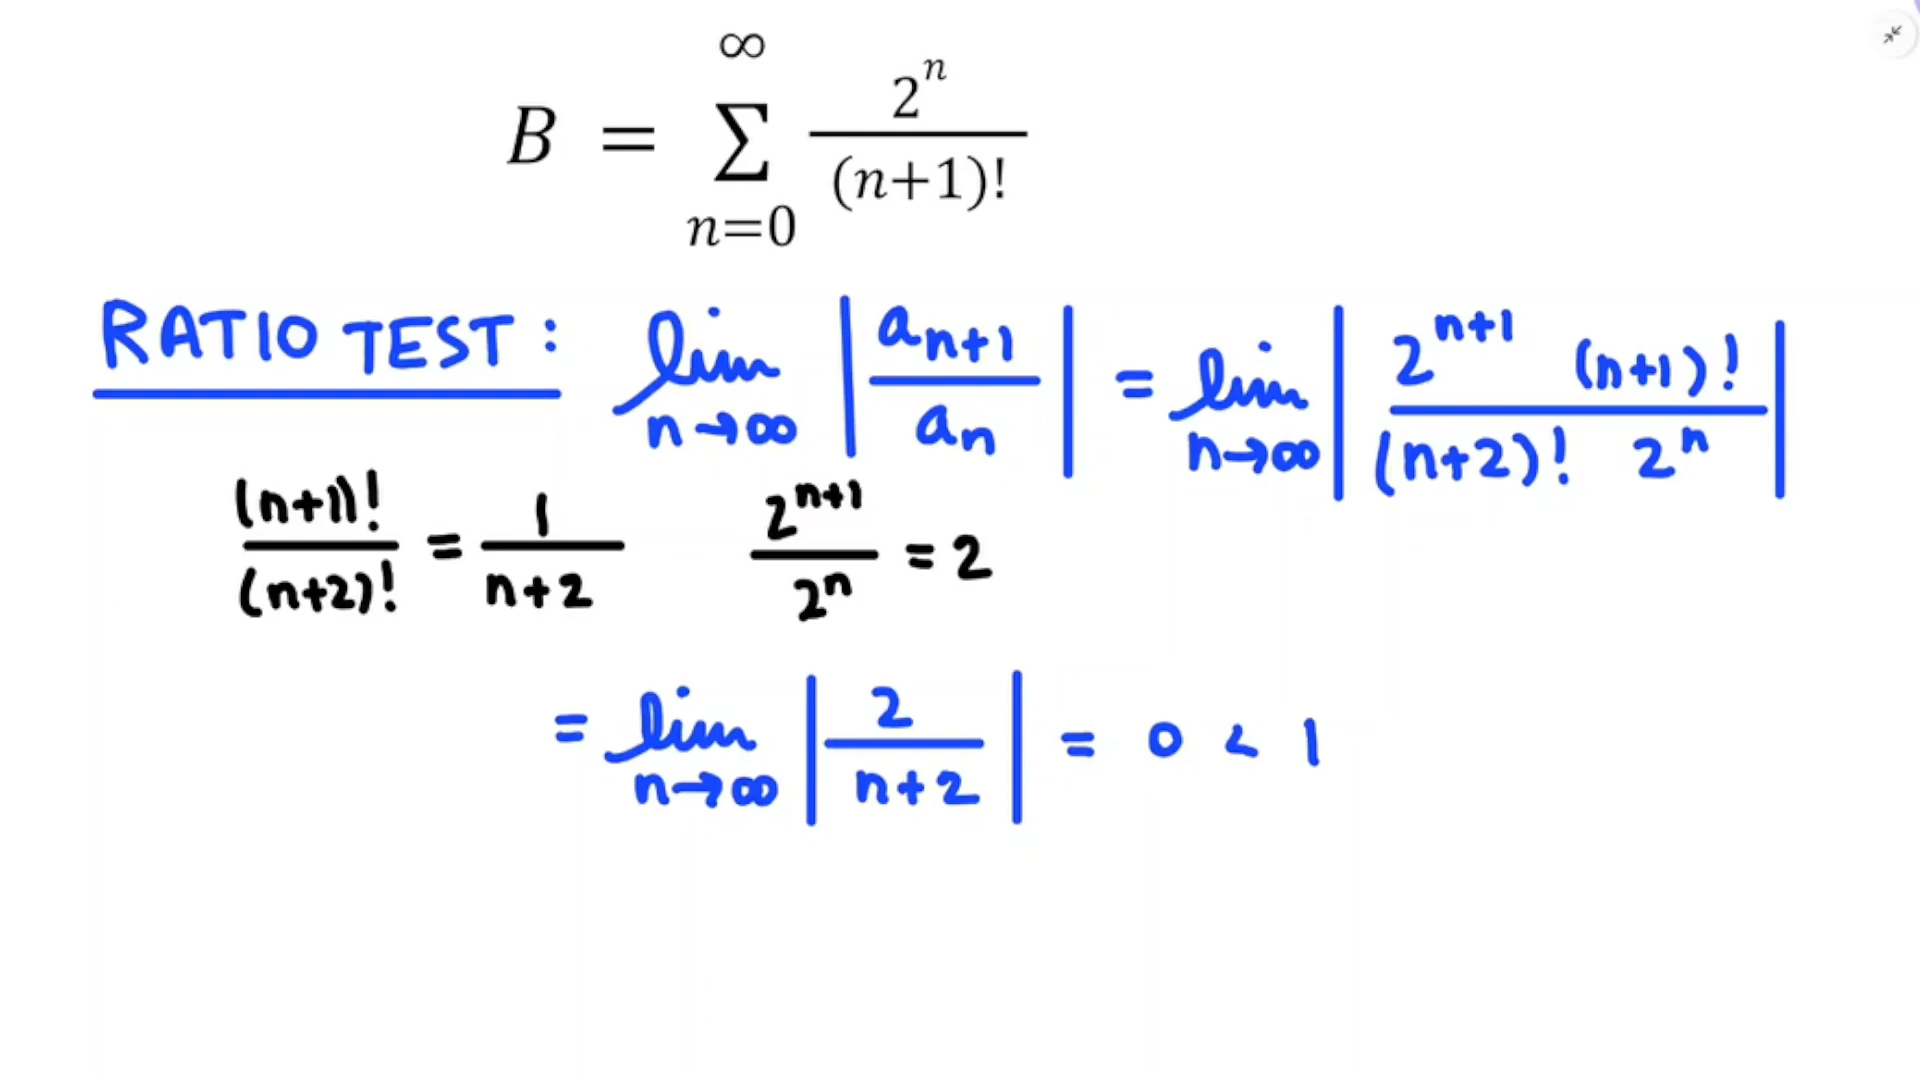 B = ∑_{n=0}^{∞} 2^n / (n+1)!
RATIO TEST: lim_{n→∞} | a_{n+1} / a_n | = lim_{n→∞} | 2^{n+1} (n+1)! / (n+2)! 2^n |
(n+1)! / (n+2)! = 1 / n+2    2^{n+1} / 2^n = 2
= lim_{n→∞} | 2 / n+2 | = 0 < 1